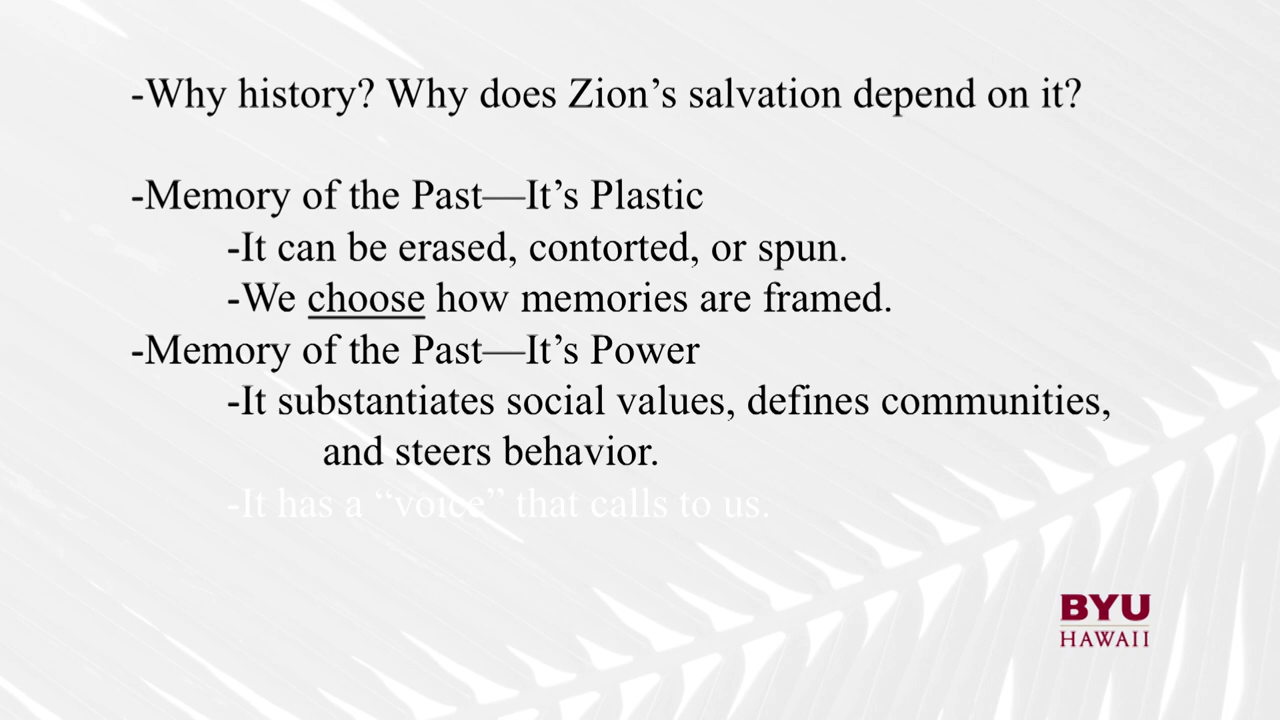 -Why history? Why does Zion’s salvation depend on it?
-Memory of the Past—It’s Plastic
-It can be erased, contorted, or spun.
-We choose how memories are framed.
-Memory of the Past—It’s Power
-It substantiates social values, defines communities,
and steers behavior.
-It has a “voice” that calls to us.
BYU
HAWAII